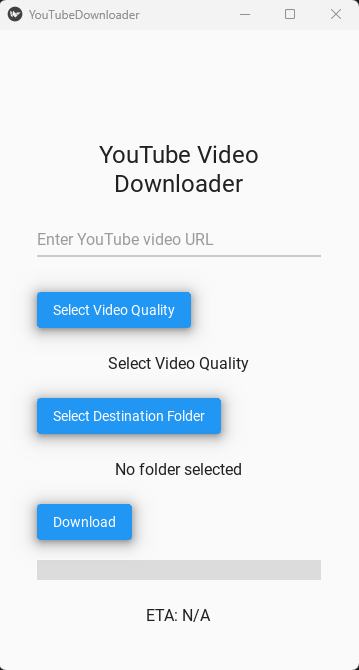 YouTubeDownloader
YouTube Video
Downloader
Enter YouTube video URL
Select Video Quality
Select Video Quality
Select Destination Folder
No folder selected
Download
ETA: N/A